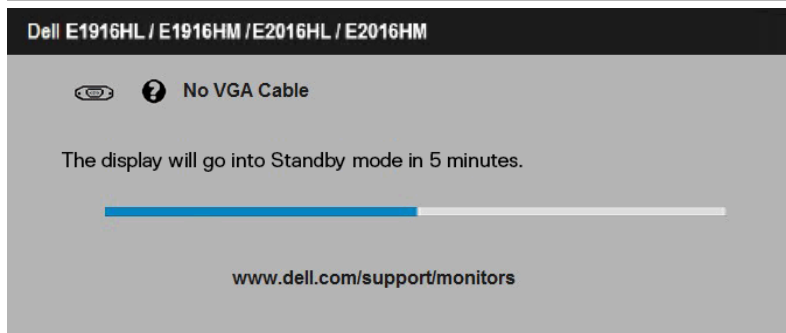 Dell E1916HL / E1916HM /E2016HL / E2016HM
No VGA Cable
The display will go into Standby mode in 5 minutes.
www.dell.com/support/monitors